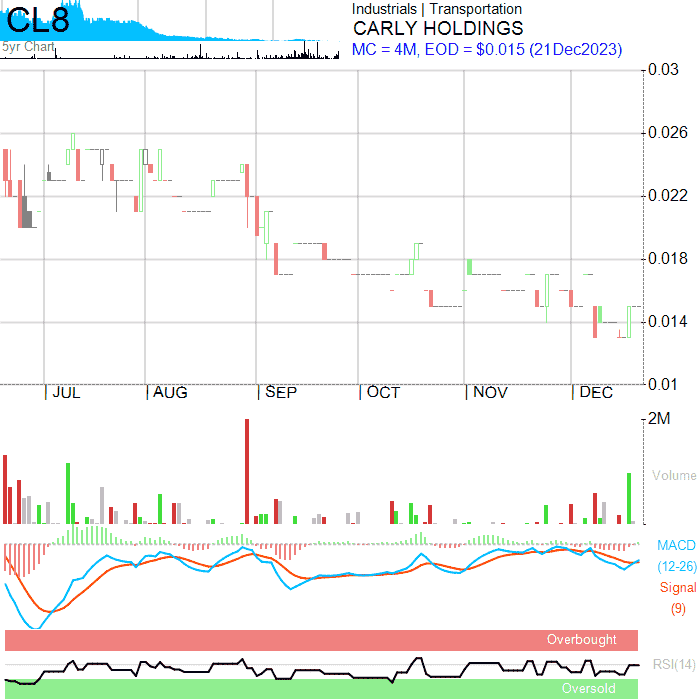 CL8
5yr Chart
Industrials | Transportation
CARLY HOLDINGS
MC = 4M, EOD = $0.015 (21Dec2023)
0.03
0.026
0.022
0.018
0.014
0.01
JUL AUG SEP OCT NOV DEC
2M
Volume
MACD
(12-26)
Signal
(9)
Overbought
RSI(14)
Oversold